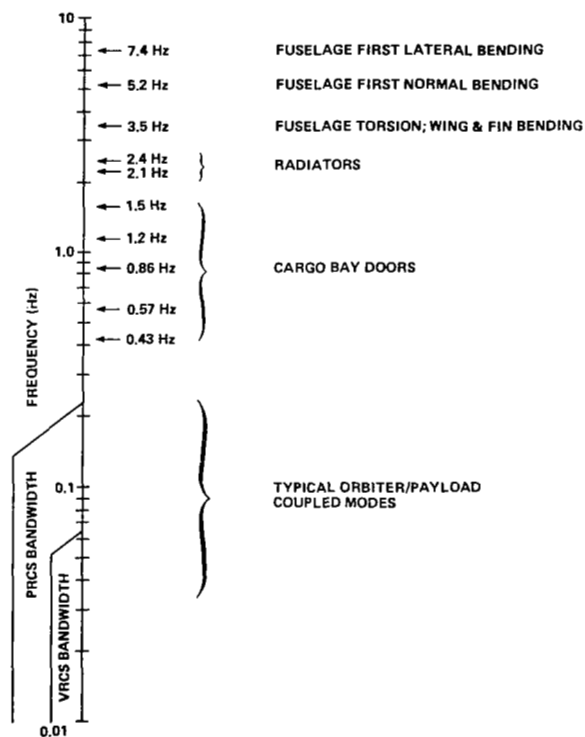 10
7.4 Hz FUSELAGE FIRST LATERAL BENDING
5.2 Hz FUSELAGE FIRST NORMAL BENDING
3.5 Hz FUSELAGE TORSION; WING & FIN BENDING
2.4 Hz
2.1 Hz
RADIATORS
1.5 Hz
1.2 Hz
1.0
0.86 Hz CARGO BAY DOORS
0.57 Hz
0.43 Hz
FREQUENCY (Hz)
0.1
TYPICAL ORBITER/PAYLOAD
COUPLED MODES
PRCS BANDWIDTH
VRCS BANDWIDTH
0.01